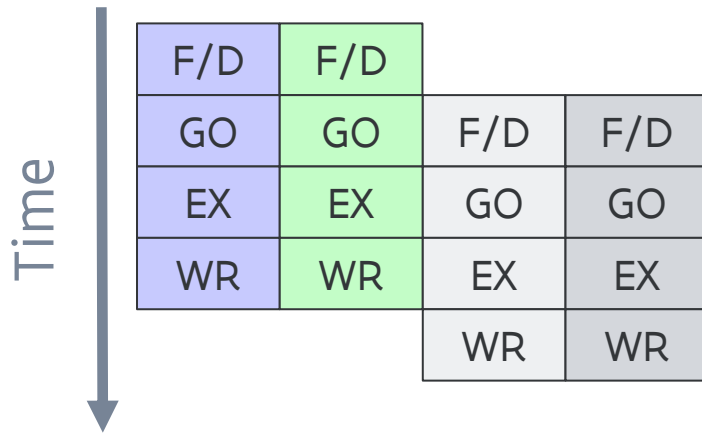 Time
F/D F/D
GO GO F/D F/D
EX EX GO GO
WR WR EX EX
WR WR